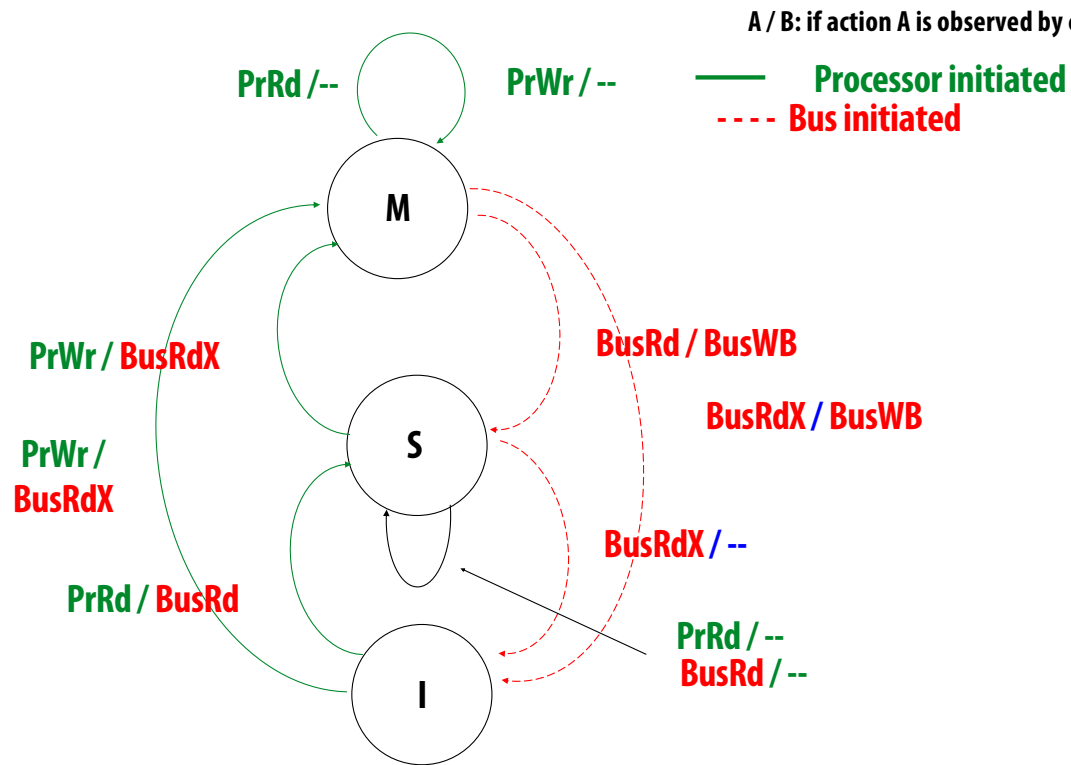 A / B: if action A is observed by
PrRd /--
PrWr / --
Processor initiated
Bus initiated
M
PrWr / BusRdX
BusRd / BusWB
BusRdX / BusWB
S
PrWr /
BusRdX
BusRdX / --
PrRd / BusRd
PrRd / --
BusRd / --
I